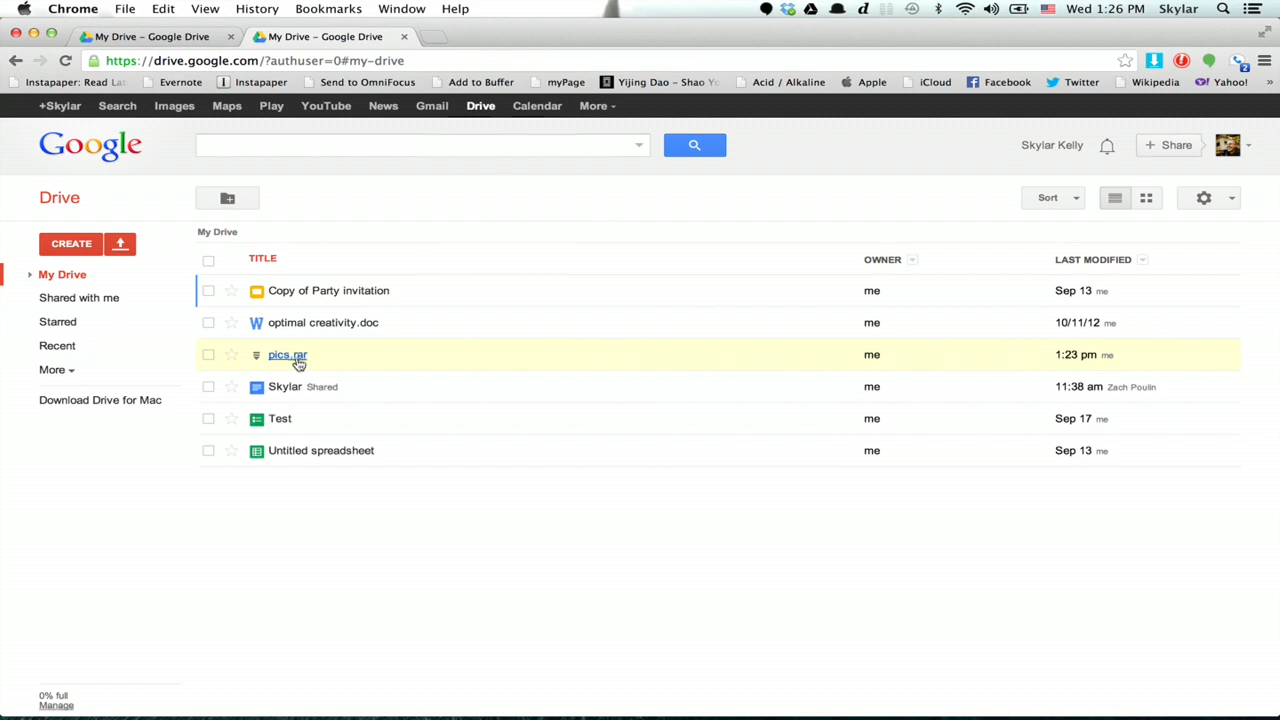 Chrome File Edit View History Bookmarks Window Help Wed 1:26 PM Skylar
My Drive – Google Drive My Drive – Google Drive
https://drive.google.com/?authuser=0#my-drive
Instapaper: Read Lat Evernote Instapaper Send to OmniFocus Add to Buffer myPage Yijing Dao – Shao Yo Acid / Alkaline Apple iCloud Facebook Twitter Wikipedia Yahoo! »
+Skylar Search Images Maps Play YouTube News Gmail Drive Calendar More
Google Skylar Kelly + Share
Drive Sort
My Drive
CREATE
TITLE OWNER LAST MODIFIED
My Drive
Copy of Party invitation me Sep 13 me
Shared with me
optimal creativity.doc me 10/11/12 me
Starred
Recent
pics.rar me 1:23 pm me
More
Skylar Shared me 11:38 am Zach Poulin
Download Drive for Mac
Test me Sep 17 me
Untitled spreadsheet me Sep 13 me
0% full
Manage